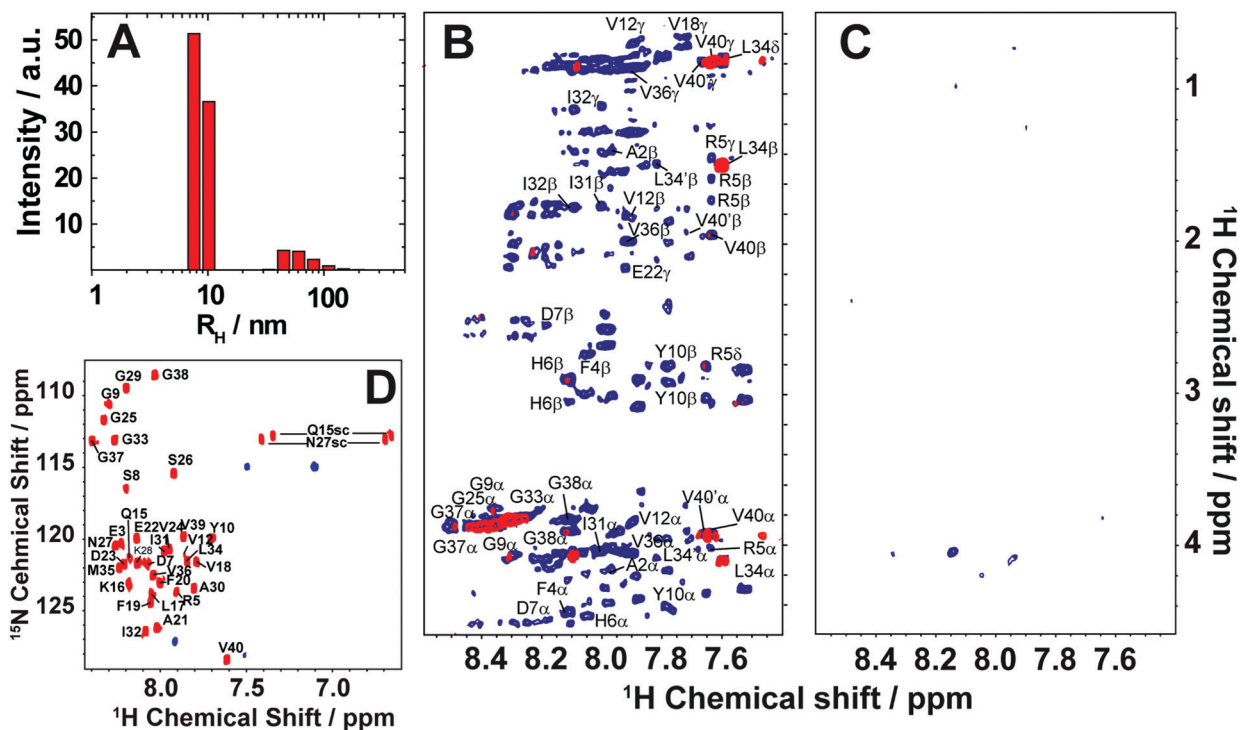 A
Intensity / a.u.
50
40
30
20
10
1
10
100
R_H / nm
B
V12γ
V18γ
V40γ
L34δ
V40'γ
V36γ
I32γ
R5γ
L34β
A2β
L34'β
R5β
I31β
I32β
R5β
V12β
V40'β
V36β
V40β
E22γ
D7β
Y10β
R5δ
F4β
H6β
H6β
Y10β
G9α
G38α
G25α
G33α
V40'α
V40α
G37α
I31α
V12α
G37α
G9α
G38α
V36α
R5α
L34'α
A2α
L34α
F4α
Y10α
D7α
H6α
8.4
8.2
8.0
7.8
7.6
C
1
2
3
4
¹H Chemical shift / ppm
8.4
8.2
8.0
7.8
7.6
¹H Chemical shift / ppm
D
¹⁵N Cehmical Shift / ppm
110
115
120
125
G29
G38
G9
G25
Q15sc
G33
N27sc
G37
S26
S8
Q15
E3
E22
V24
V39
Y10
N27
I31
K28
V12
L34
D23
D7
M35
V36
V18
K16
F20
A30
F19
L17
R5
A21
I32
V40
8.0
7.5
7.0
¹H Chemical Shift / ppm